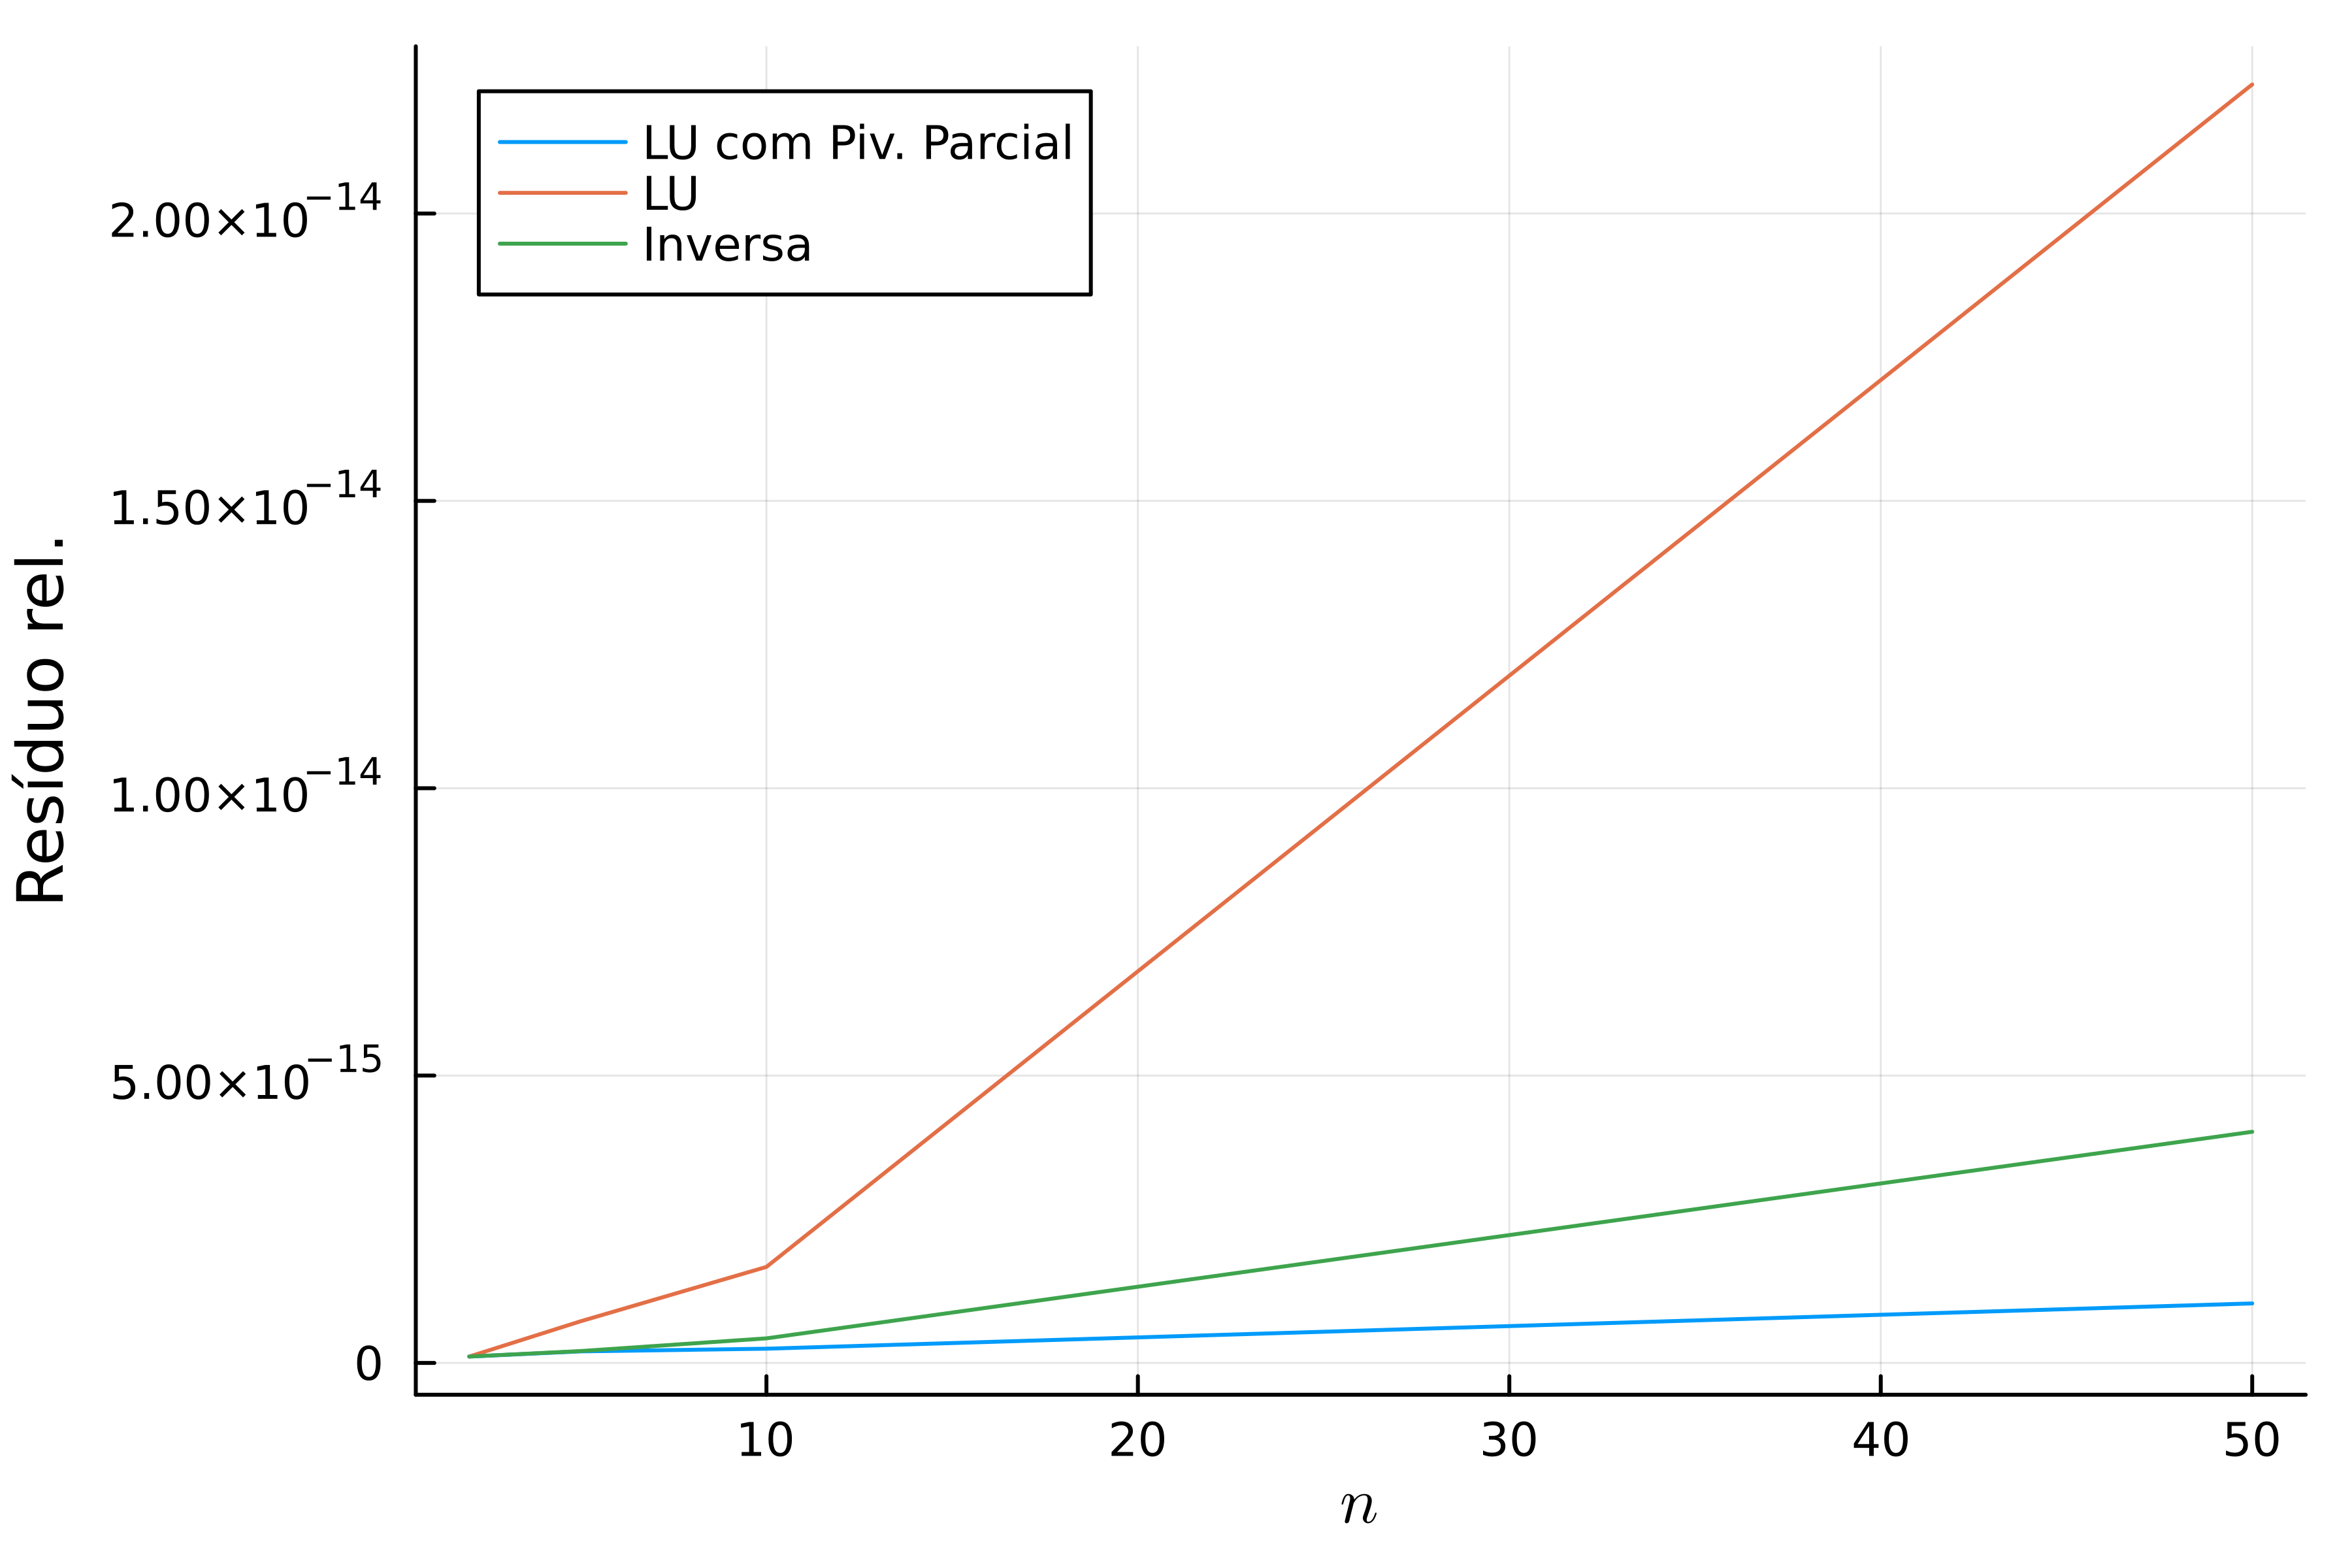 LU com Piv. Parcial
LU
Inversa
2.00×10⁻¹⁴
1.50×10⁻¹⁴
1.00×10⁻¹⁴
5.00×10⁻¹⁵
0
Resíduo rel.
10 20 30 40 50
n